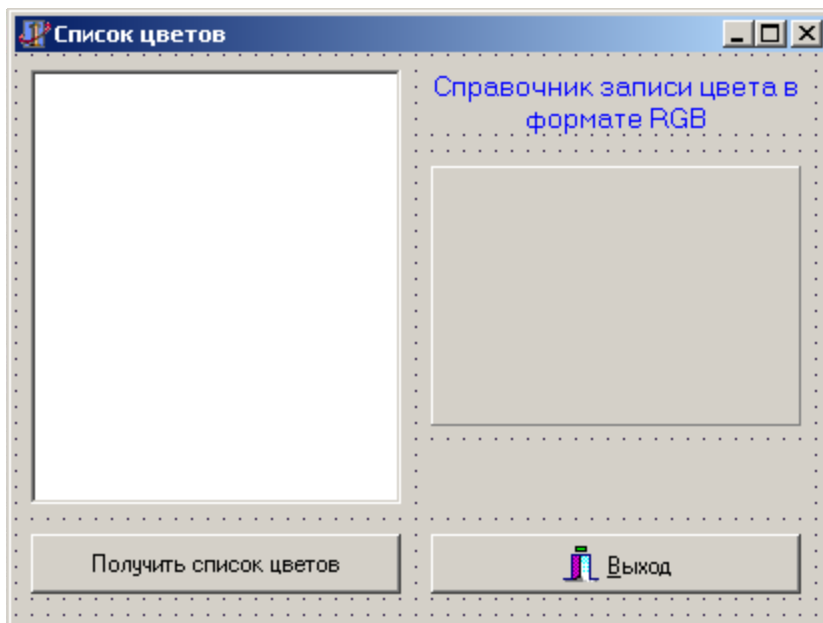 Список цветов
Справочник записи цвета в
формате RGB
Получить список цветов
Выход